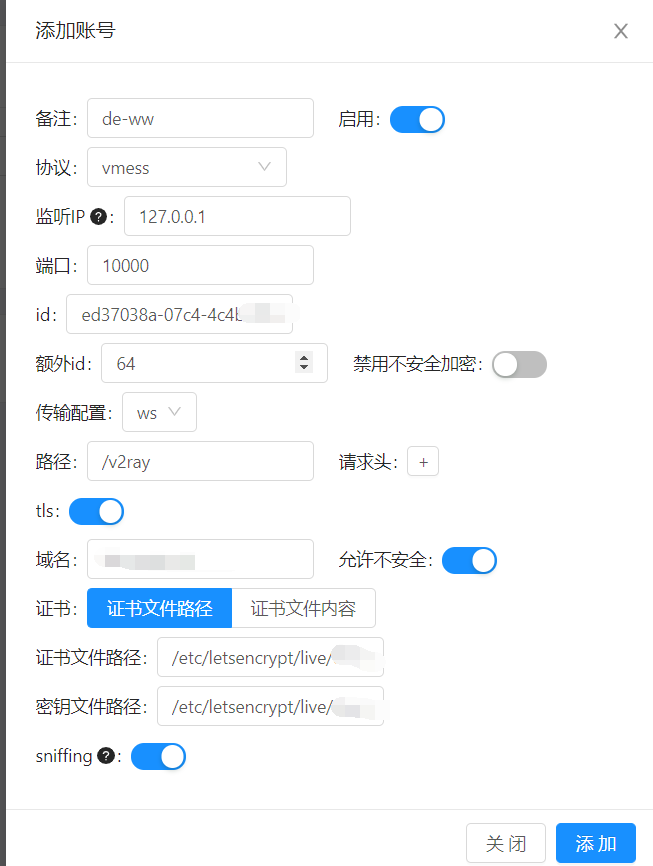 添加账号
备注: de-ww 启用:
协议: vmess
监听IP ? : 127.0.0.1
端口: 10000
id: ed37038a-07c4-4c4b
额外id: 64 禁用不安全加密:
传输配置: ws
路径: /v2ray 请求头: +
tls:
域名: 允许不安全:
证书: 证书文件路径 证书文件内容
证书文件路径: /etc/letsencrypt/live/
密钥文件路径: /etc/letsencrypt/live/
sniffing ? :
关 闭 添 加